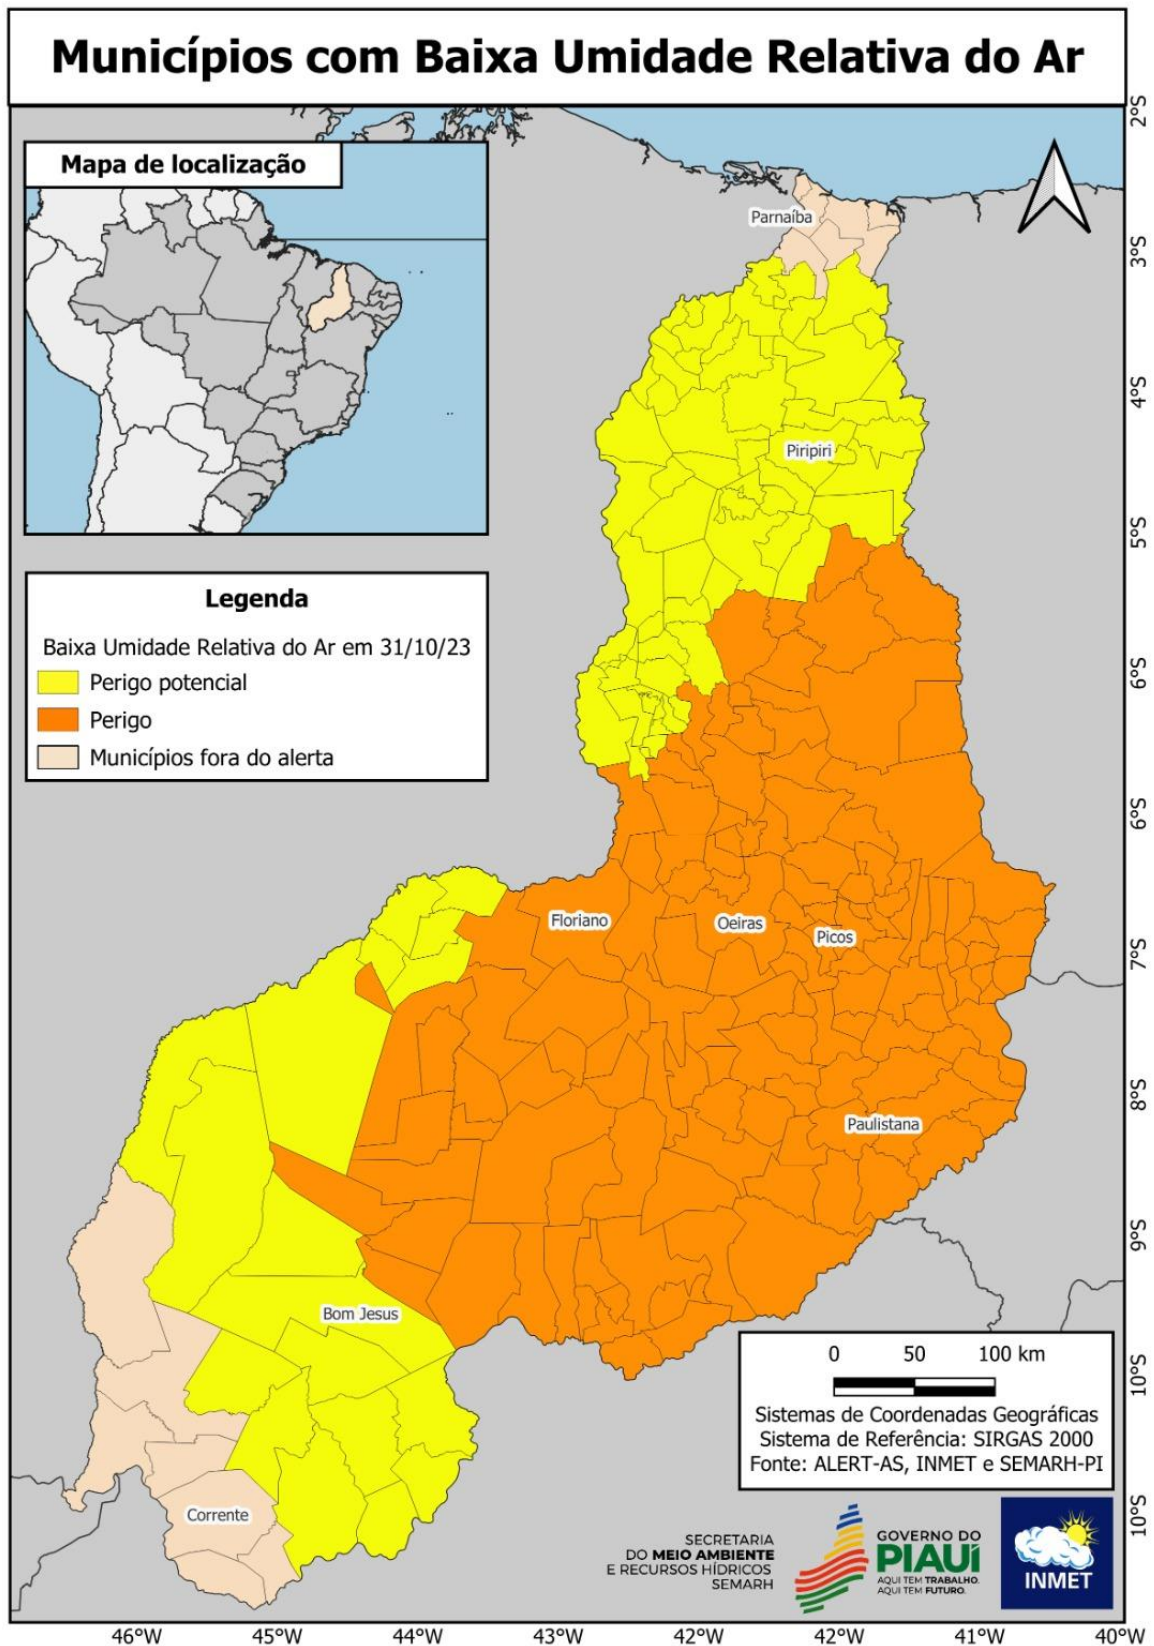 Municípios com Baixa Umidade Relativa do Ar
Mapa de localização
Parnaíba
Piripiri
Legenda
Baixa Umidade Relativa do Ar em 31/10/23
Perigo potencial
Perigo
Municípios fora do alerta
Floriano
Oeiras
Picos
Paulistana
Bom Jesus
Corrente
0 50 100 km
Sistemas de Coordenadas Geográficas
Sistema de Referência: SIRGAS 2000
Fonte: ALERT-AS, INMET e SEMARH-PI
SECRETARIA
DO MEIO AMBIENTE
E RECURSOS HÍDRICOS
SEMARH
GOVERNO DO
PIAUÍ
AQUI TEM TRABALHO.
AQUI TEM FUTURO.
INMET
2°S
3°S
4°S
5°S
6°S
6°S
7°S
8°S
9°S
10°S
10°S
46°W 45°W 44°W 43°W 42°W 42°W 41°W 40°W